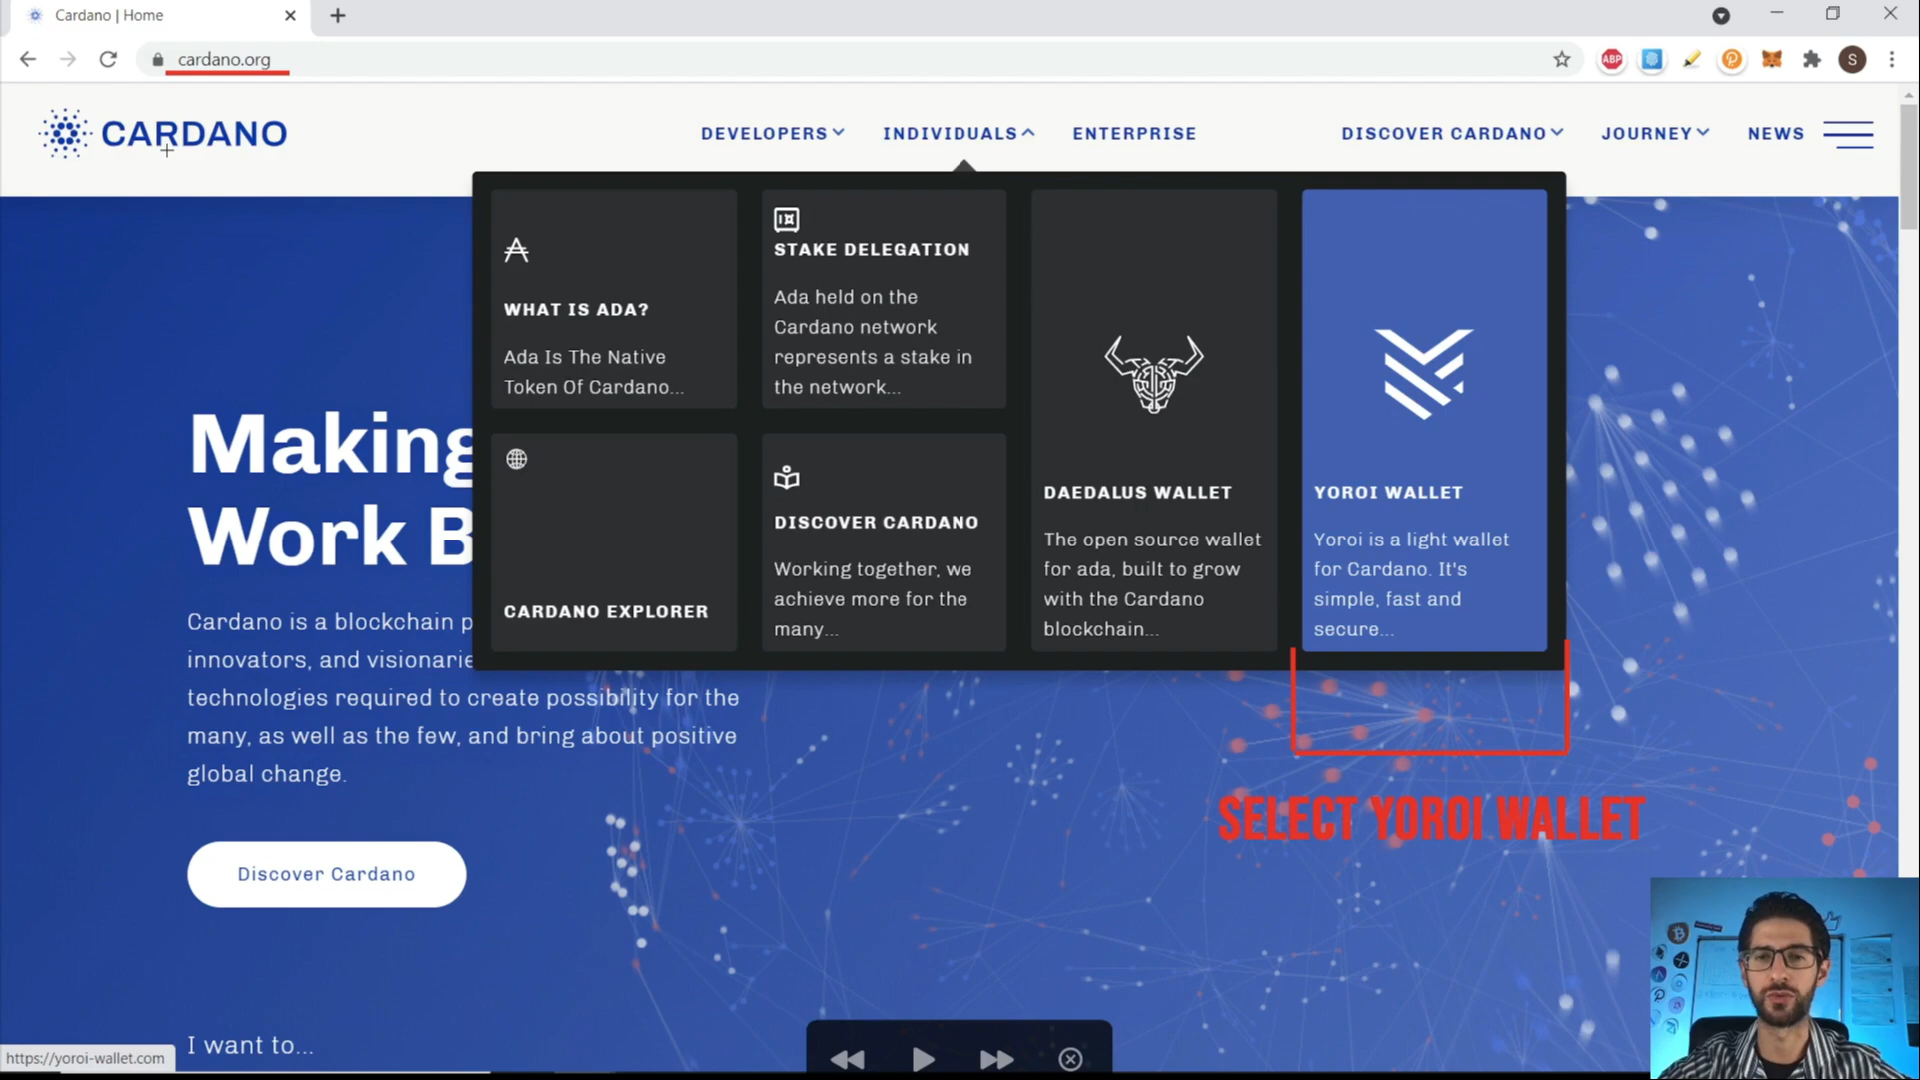 Cardano | Home
cardano.org
ABP
S
CARDANO
DEVELOPERS
INDIVIDUALS
ENTERPRISE
DISCOVER CARDANO
JOURNEY
NEWS
WHAT IS ADA?
Ada Is The Native
Token Of Cardano...
STAKE DELEGATION
Ada held on the
Cardano network
represents a stake in
the network...
CARDANO EXPLORER
DISCOVER CARDANO
Working together, we
achieve more for the
many...
DAEDALUS WALLET
The open source wallet
for ada, built to grow
with the Cardano
blockchain...
YOROI WALLET
Yoroi is a light wallet
for Cardano. It's
simple, fast and
secure...
Making
Work B
Cardano is a blockchain p
innovators, and visionarie
technologies required to create possibility for the
many, as well as the few, and bring about positive
global change.
SELECT YOROI WALLET
Discover Cardano
I want to...
https://yoroi-wallet.com